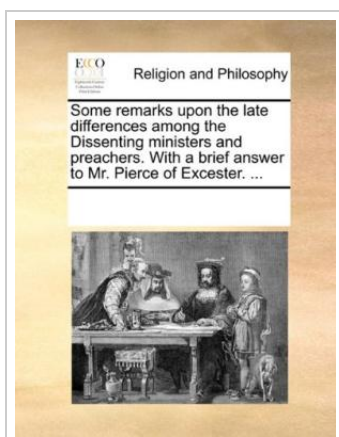 ECCO
Religion and Philosophy
Some remarks upon the late
differences among the
Dissenting ministers and
preachers. With a brief answer
to Mr. Pierce of Excester. ...